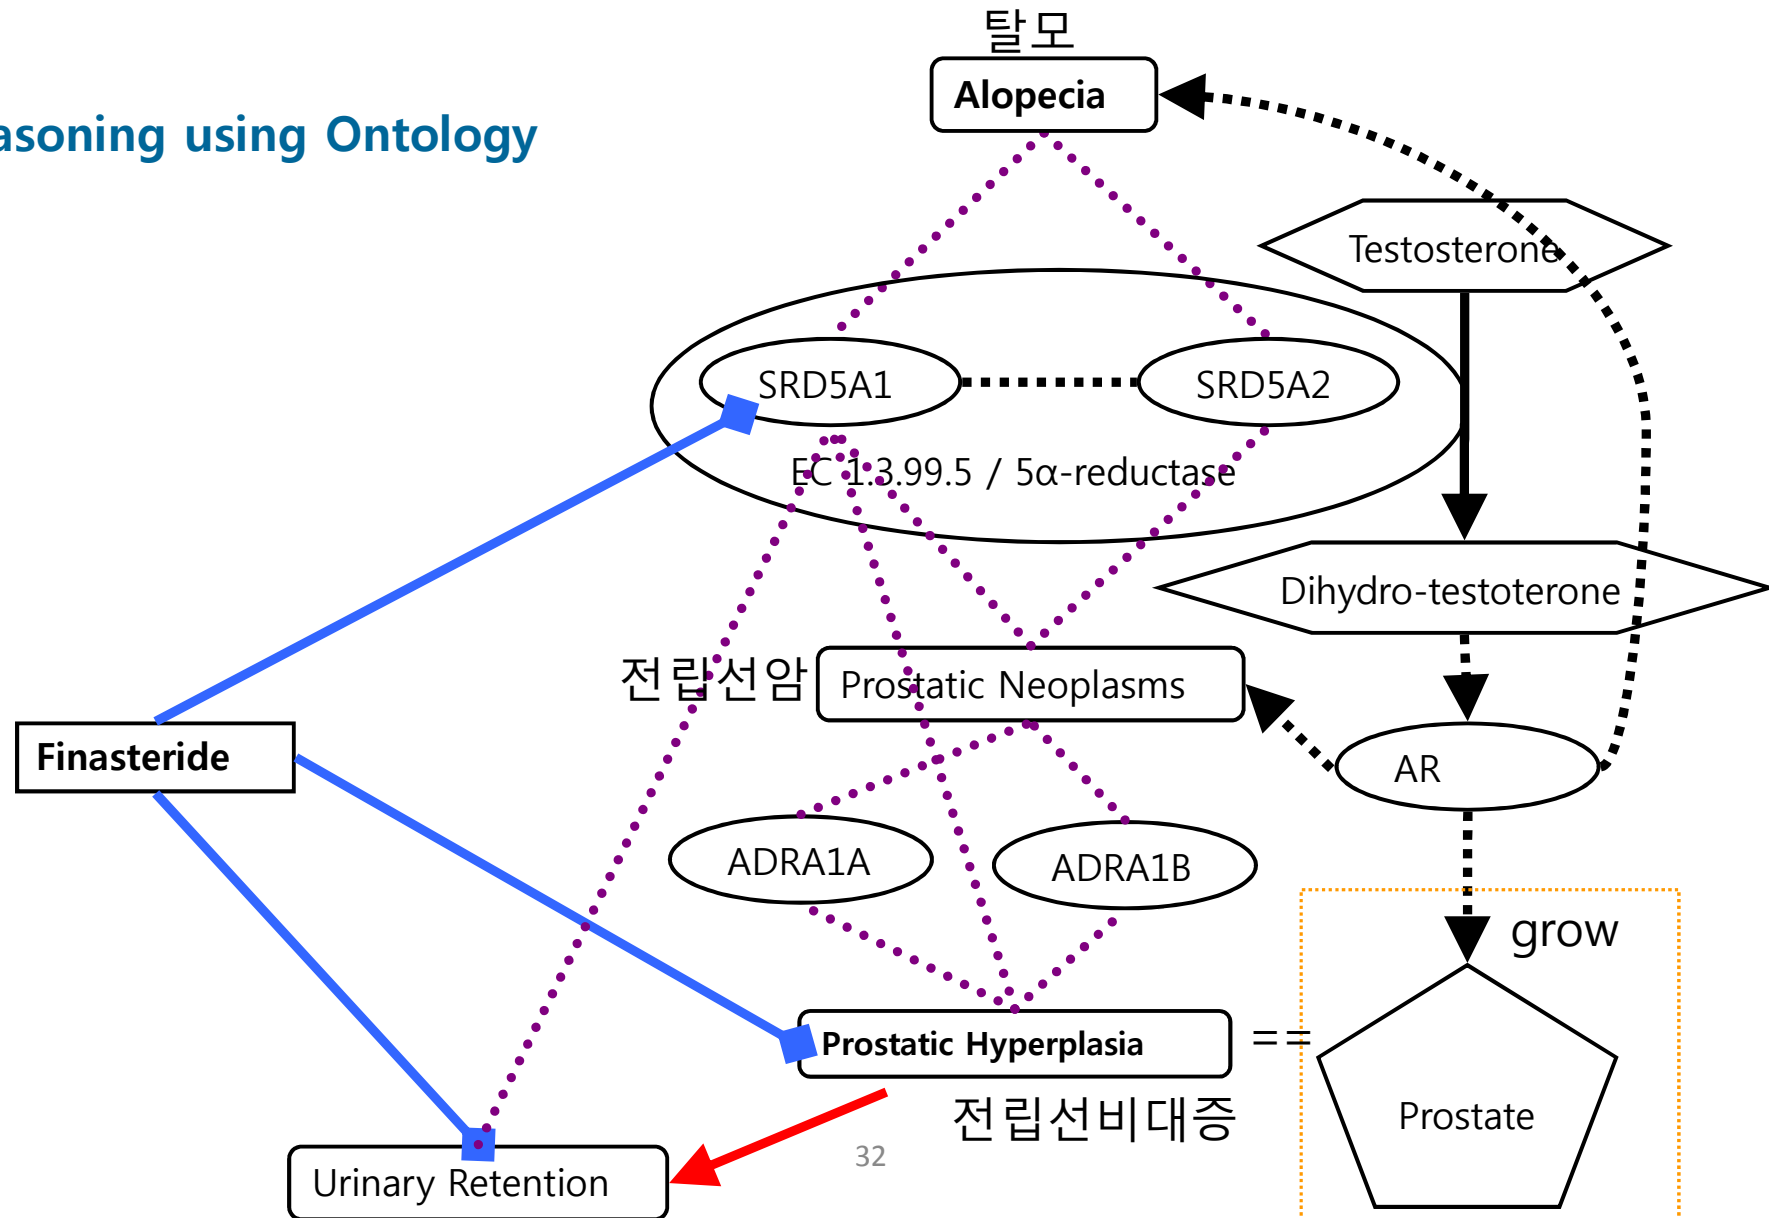 탈모
Alopecia
asoning using Ontology
Testosterone
SRD5A1
SRD5A2
EC 1.3.99.5 / 5α-reductase
Dihydro-testoterone
전립선암
Prostatic Neoplasms
Finasteride
AR
ADRA1A
ADRA1B
grow
Prostatic Hyperplasia
==
전립선비대증
Prostate
32
Urinary Retention